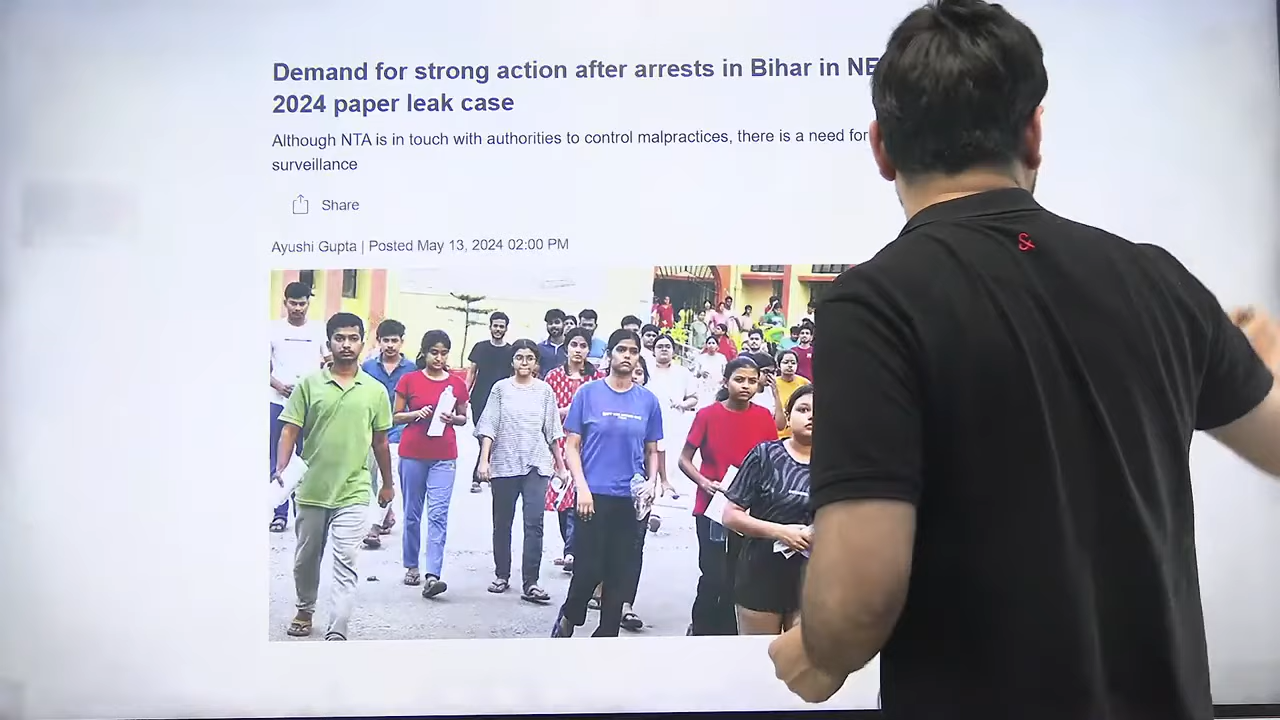 Demand for strong action after arrests in Bihar in
2024 paper leak case
Although NTA is in touch with authorities to control malpractices, there is a need for
surveillance
Share
Ayushi Gupta | Posted May 13, 2024 02:00 PM
&